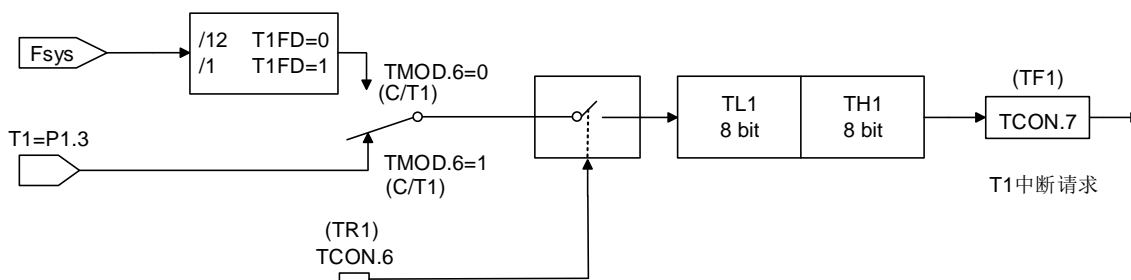 Fsys
/12 T1FD=0
/1 T1FD=1
TMOD.6=0
(C/T1)
T1=P1.3
TMOD.6=1
(C/T1)
(TR1)
TCON.6
TL1
8 bit
TH1
8 bit
(TF1)
TCON.7
T1中断请求